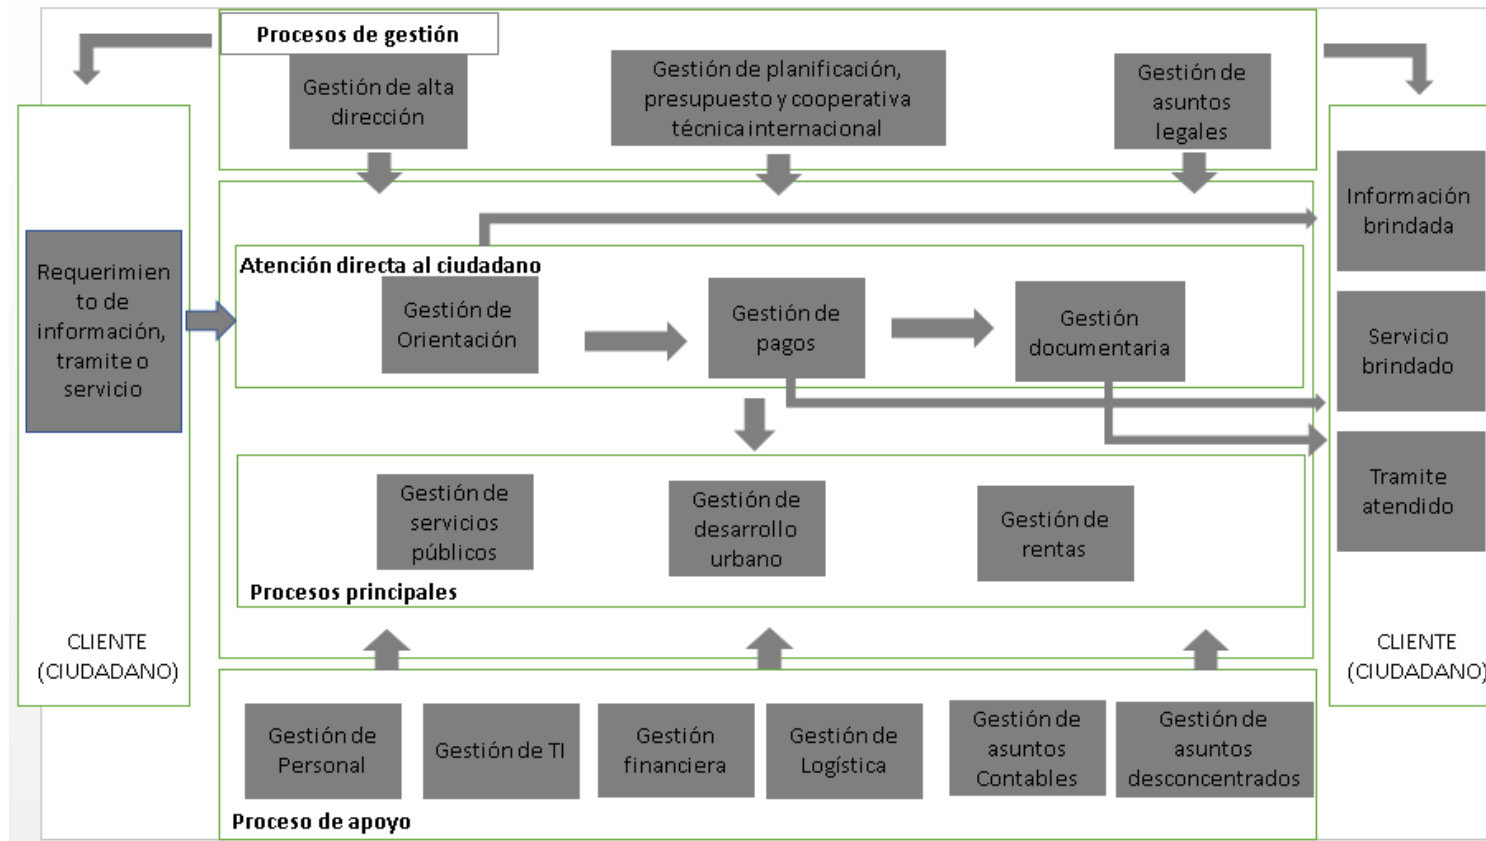 Procesos de gestión
Gestión de alta
dirección
Gestión de planificación,
presupuesto y cooperativa
técnica internacional
Gestión de
asuntos
legales
Requerimien
to de
información,
tramite o
servicio
CLIENTE
(CIUDADANO)
Atención directa al ciudadano
Gestión de
Orientación
Gestión de
pagos
Gestión
documentaria
Gestión de
servicios
públicos
Gestión de
desarrollo
urbano
Gestión de
rentas
Procesos principales
Información
brindada
Servicio
brindado
Tramite
atendido
CLIENTE
(CIUDADANO)
Gestión de
Personal
Gestión de TI
Gestión
financiera
Gestión de
Logística
Gestión de
asuntos
Contables
Gestión de
asuntos
desconcentrados
Proceso de apoyo